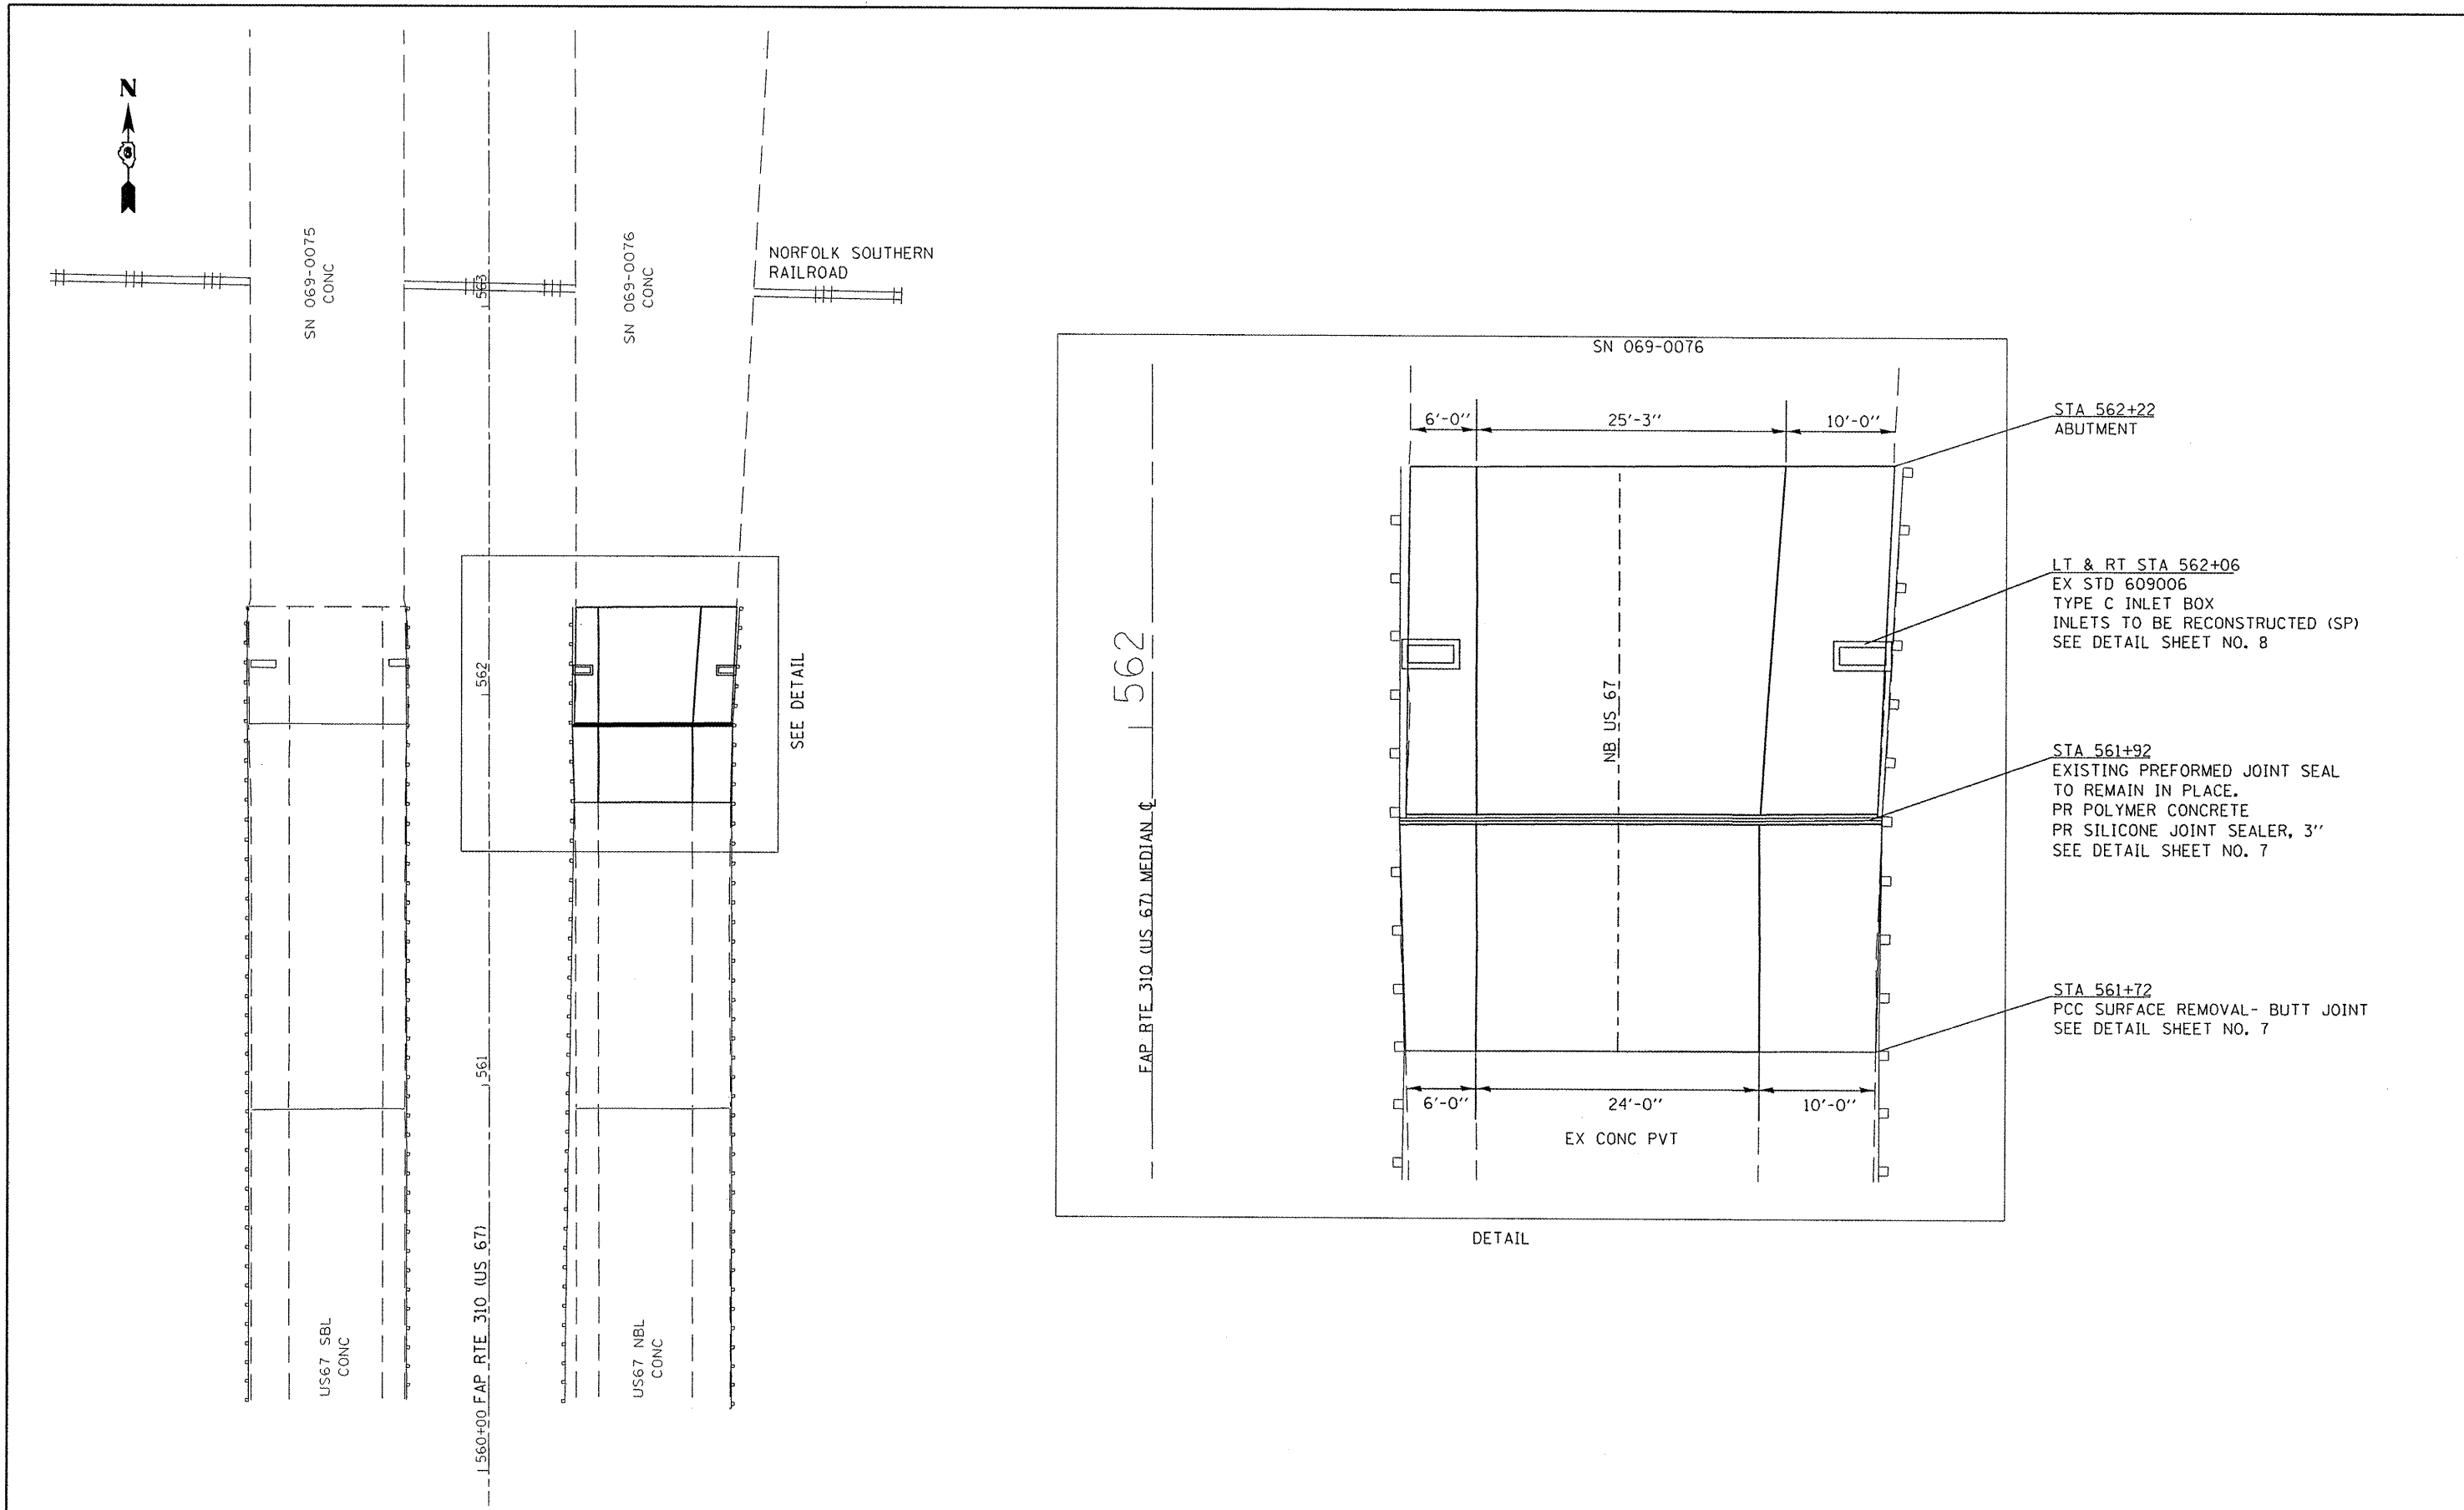 N
SN 069-0075
CONC
SN 069-0076
CONC
NORFOLK SOUTHERN
RAILROAD
563
562
561
560+00 FAP RTE 310 (US 67)
US67 SBL
CONC
US67 NBL
CONC
SEE DETAIL
SN 069-0076
6'-0"
25'-3"
10'-0"
562
FAP RTE 310 (US 67) MEDIAN ℄
NB US 67
6'-0"
24'-0"
10'-0"
EX CONC PVT
DETAIL
STA 562+22
ABUTMENT
LT & RT STA 562+06
EX STD 609006
TYPE C INLET BOX
INLETS TO BE RECONSTRUCTED (SP)
SEE DETAIL SHEET NO. 8
STA 561+92
EXISTING PREFORMED JOINT SEAL
TO REMAIN IN PLACE.
PR POLYMER CONCRETE
PR SILICONE JOINT SEALER, 3"
SEE DETAIL SHEET NO. 7
STA 561+72
PCC SURFACE REMOVAL- BUTT JOINT
SEE DETAIL SHEET NO. 7